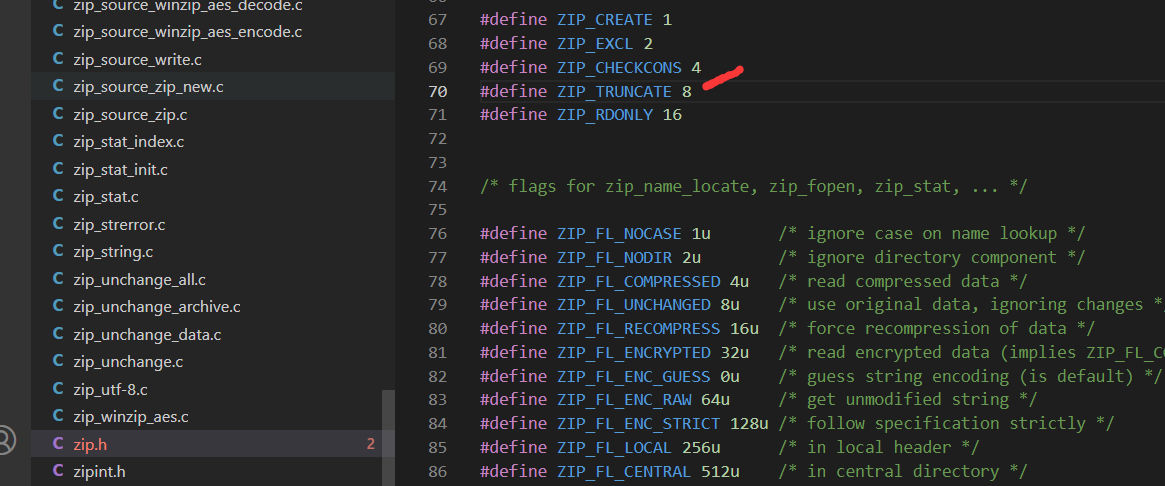 zip_source_winzip_aes_decode.c
zip_source_winzip_aes_encode.c
zip_source_write.c
zip_source_zip_new.c
zip_source_zip.c
zip_stat_index.c
zip_stat_init.c
zip_stat.c
zip_strerror.c
zip_string.c
zip_unchange_all.c
zip_unchange_archive.c
zip_unchange_data.c
zip_unchange.c
zip_utf-8.c
zip_winzip_aes.c
zip.h 2
zipint.h
67 #define ZIP_CREATE 1
68 #define ZIP_EXCL 2
69 #define ZIP_CHECKCONS 4
70 #define ZIP_TRUNCATE 8
71 #define ZIP_RDONLY 16
72
73
74 /* flags for zip_name_locate, zip_fopen, zip_stat, ... */
75
76 #define ZIP_FL_NOCASE 1u /* ignore case on name lookup */
77 #define ZIP_FL_NODIR 2u /* ignore directory component */
78 #define ZIP_FL_COMPRESSED 4u /* read compressed data */
79 #define ZIP_FL_UNCHANGED 8u /* use original data, ignoring changes *
80 #define ZIP_FL_RECOMPRESS 16u /* force recompression of data */
81 #define ZIP_FL_ENCRYPTED 32u /* read encrypted data (implies ZIP_FL_CO
82 #define ZIP_FL_ENC_GUESS 0u /* guess string encoding (is default) */
83 #define ZIP_FL_ENC_RAW 64u /* get unmodified string */
84 #define ZIP_FL_ENC_STRICT 128u /* follow specification strictly */
85 #define ZIP_FL_LOCAL 256u /* in local header */
86 #define ZIP_FL_CENTRAL 512u /* in central directory */